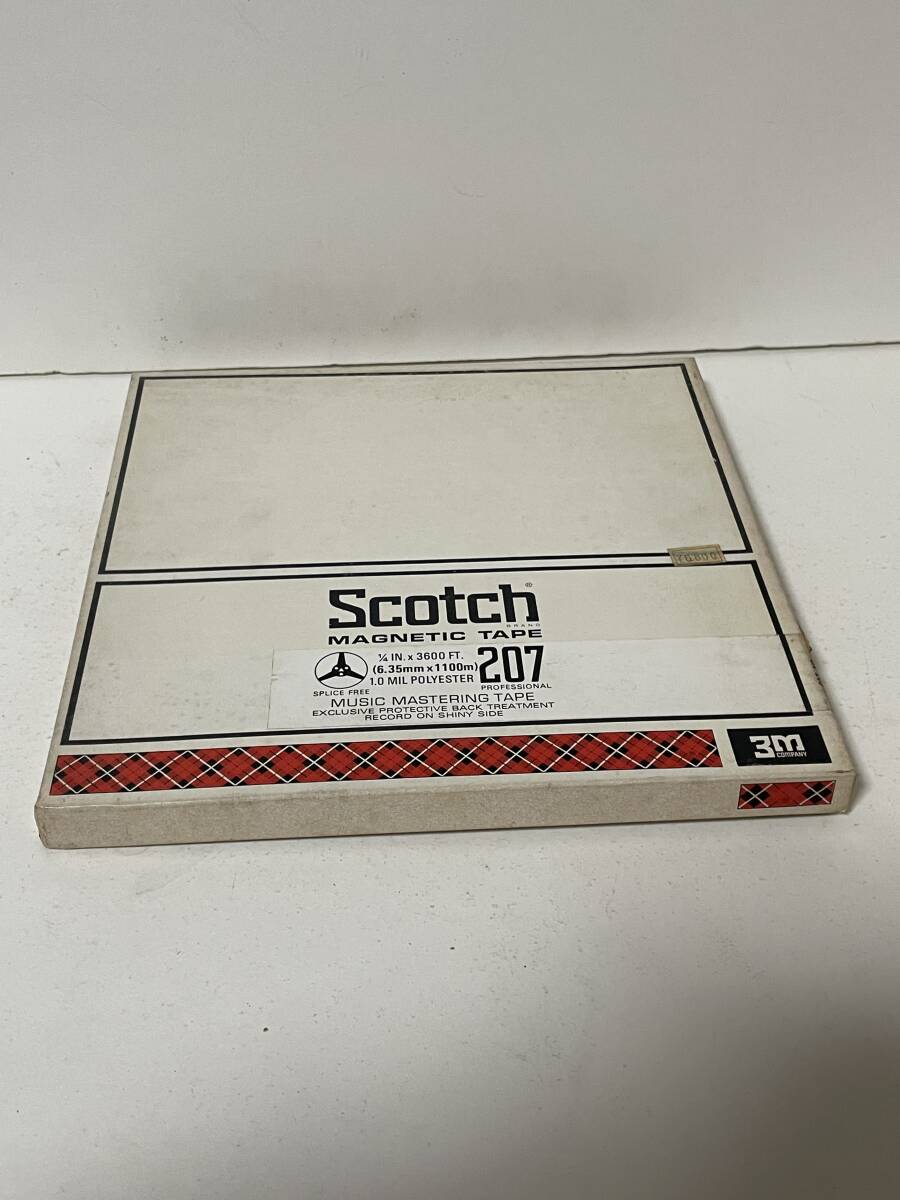 Scotch®
BRAND
MAGNETIC TAPE
¼ IN. x 3600 FT.
(6.35mm x 1100m)
1.0 MIL POLYESTER
207
PROFESSIONAL
SPLICE FREE
MUSIC MASTERING TAPE
EXCLUSIVE PROTECTIVE BACK TREATMENT
RECORD ON SHINY SIDE
3M
COMPANY